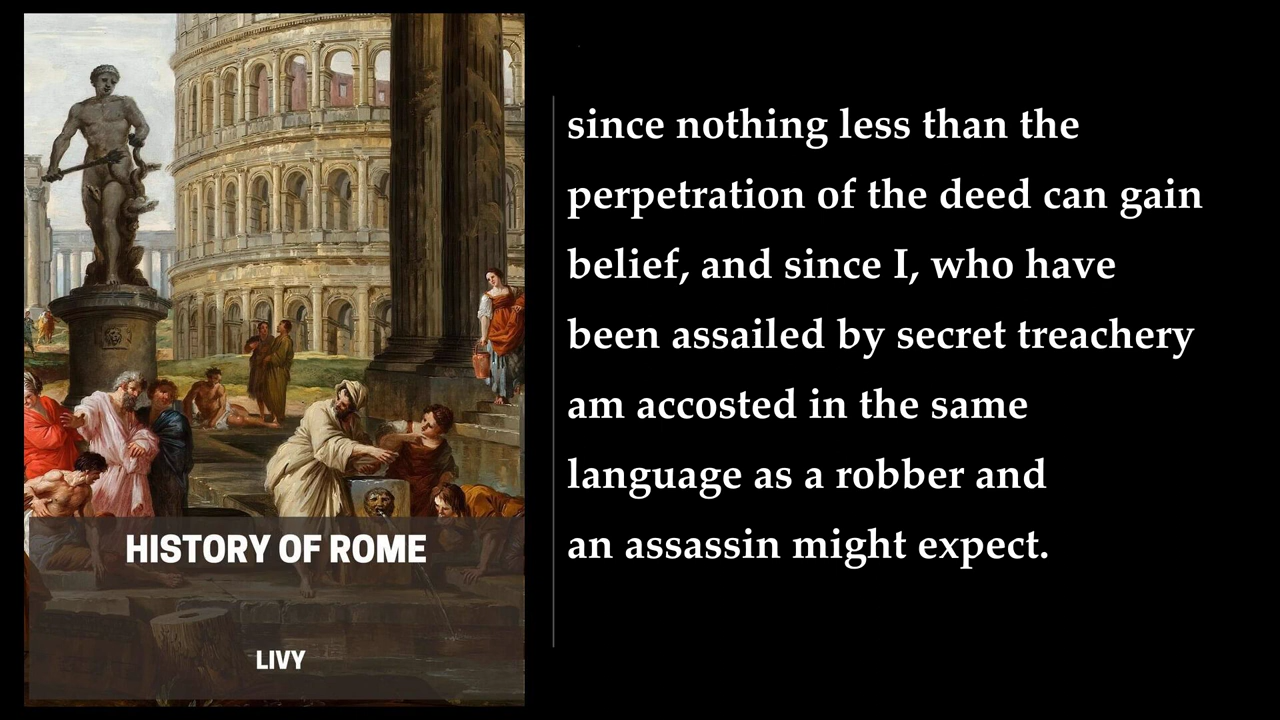 since nothing less than the
perpetration of the deed can gain
belief, and since I, who have
been assailed by secret treachery
am accosted in the same
language as a robber and
an assassin might expect.
HISTORY OF ROME
LIVY